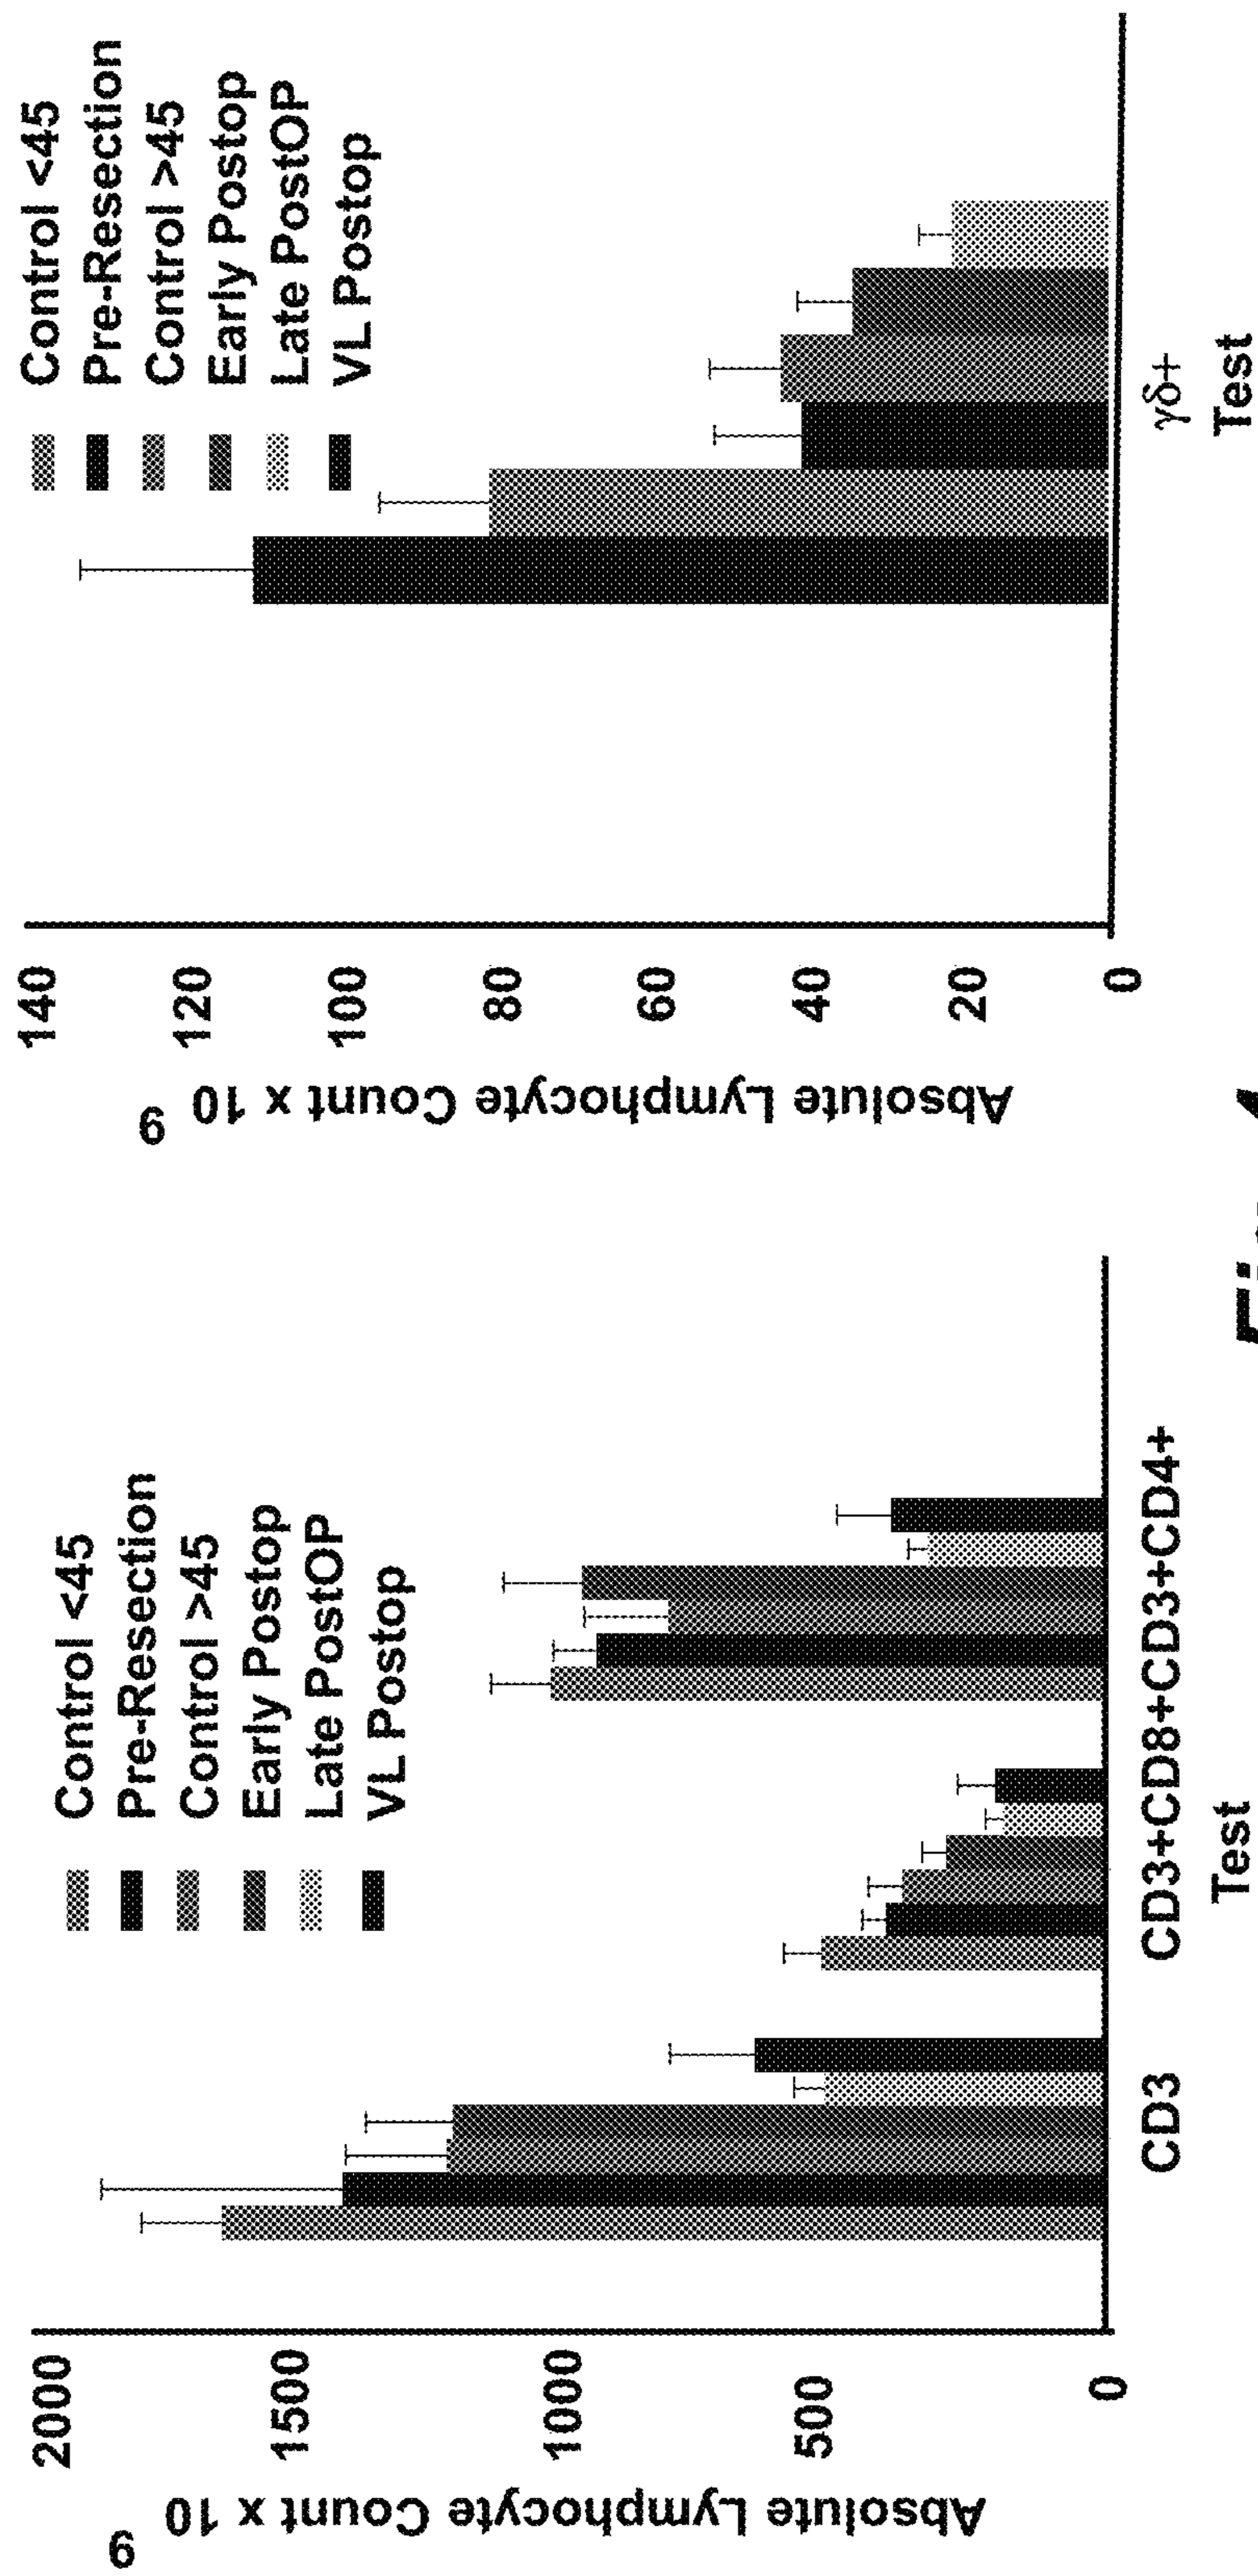 Control <45
Pre-Resection
Control >45
Early Postop
Late PostOP
VL Postop
Absolute Lymphocyte Count x 10 9
2000
1500
1000
500
0
CD3 CD3+CD8+CD3+CD4+
Test
Control <45
Pre-Resection
Control >45
Early Postop
Late PostOP
VL Postop
Absolute Lymphocyte Count x 10 9
140
120
100
80
60
40
20
0
γδ+
Test